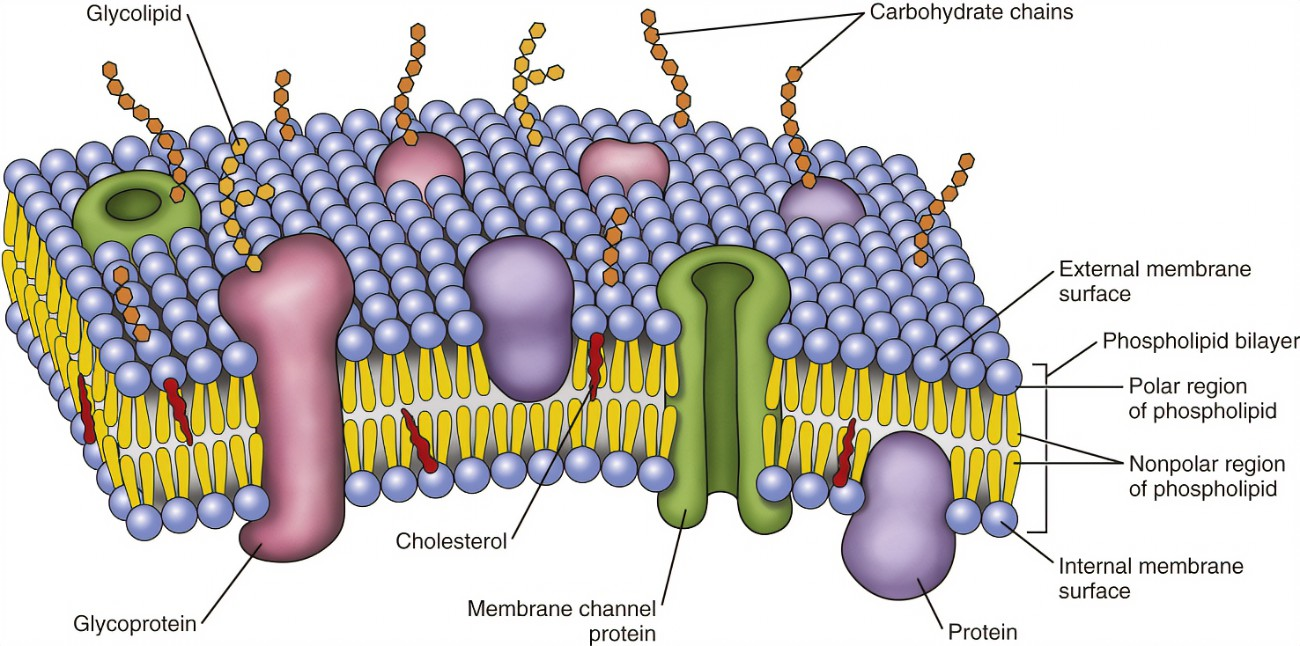 Glycolipid
Carbohydrate chains
External membrane
surface
Phospholipid bilayer
Polar region
of phospholipid
Nonpolar region
of phospholipid
Cholesterol
Internal membrane
surface
Membrane channel
protein
Glycoprotein
Protein